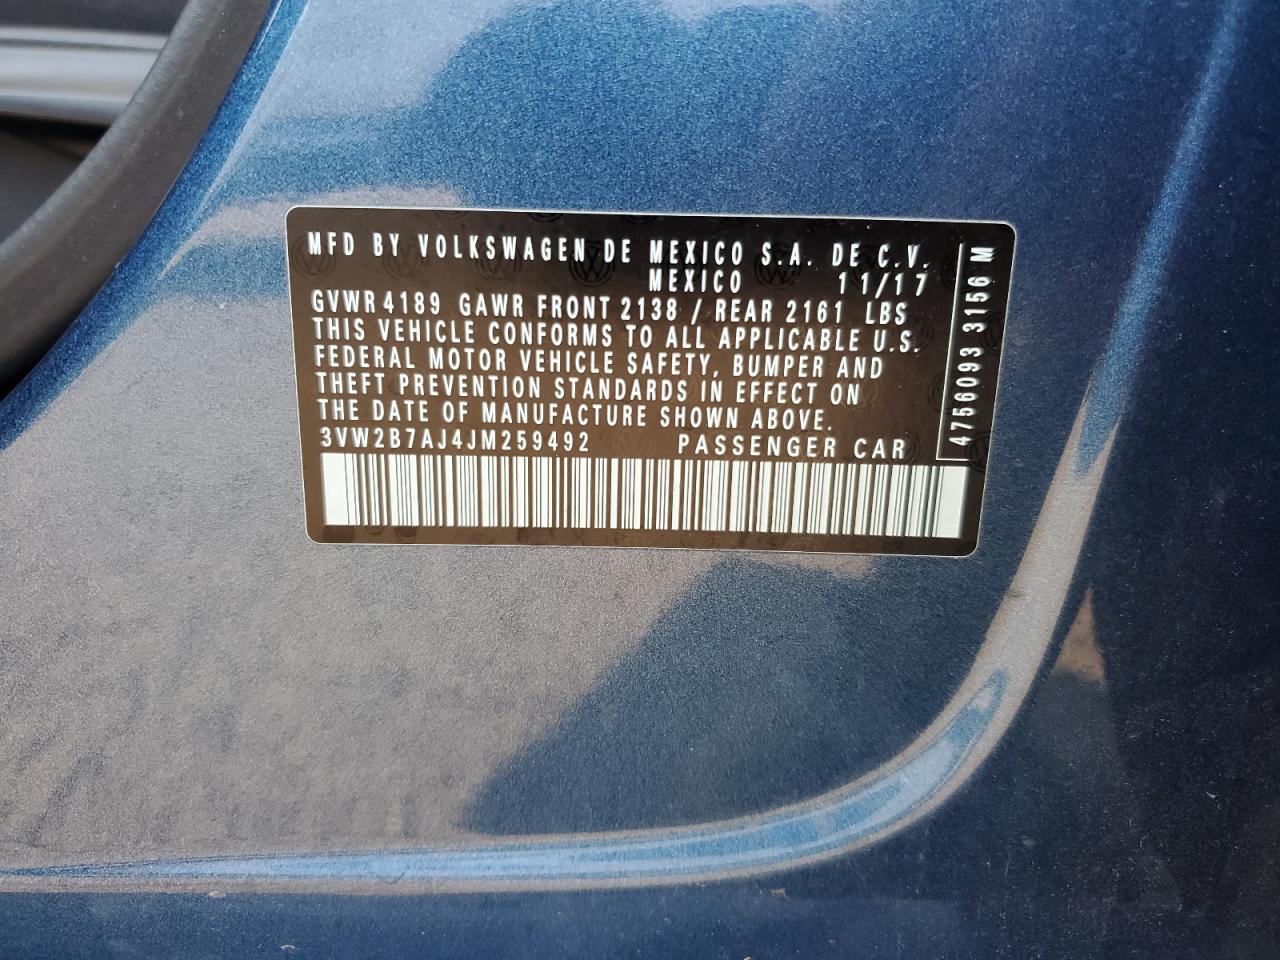 MFD BY VOLKSWAGEN DE MEXICO S.A. DE C.V.
MEXICO 11/17
GVWR 4189 GAWR FRONT 2138 / REAR 2161 LBS
THIS VEHICLE CONFORMS TO ALL APPLICABLE U.S.
FEDERAL MOTOR VEHICLE SAFETY, BUMPER AND
THEFT PREVENTION STANDARDS IN EFFECT ON
THE DATE OF MANUFACTURE SHOWN ABOVE.
3VW2B7AJ4JM259492 PASSENGER CAR
4756093 3156 M